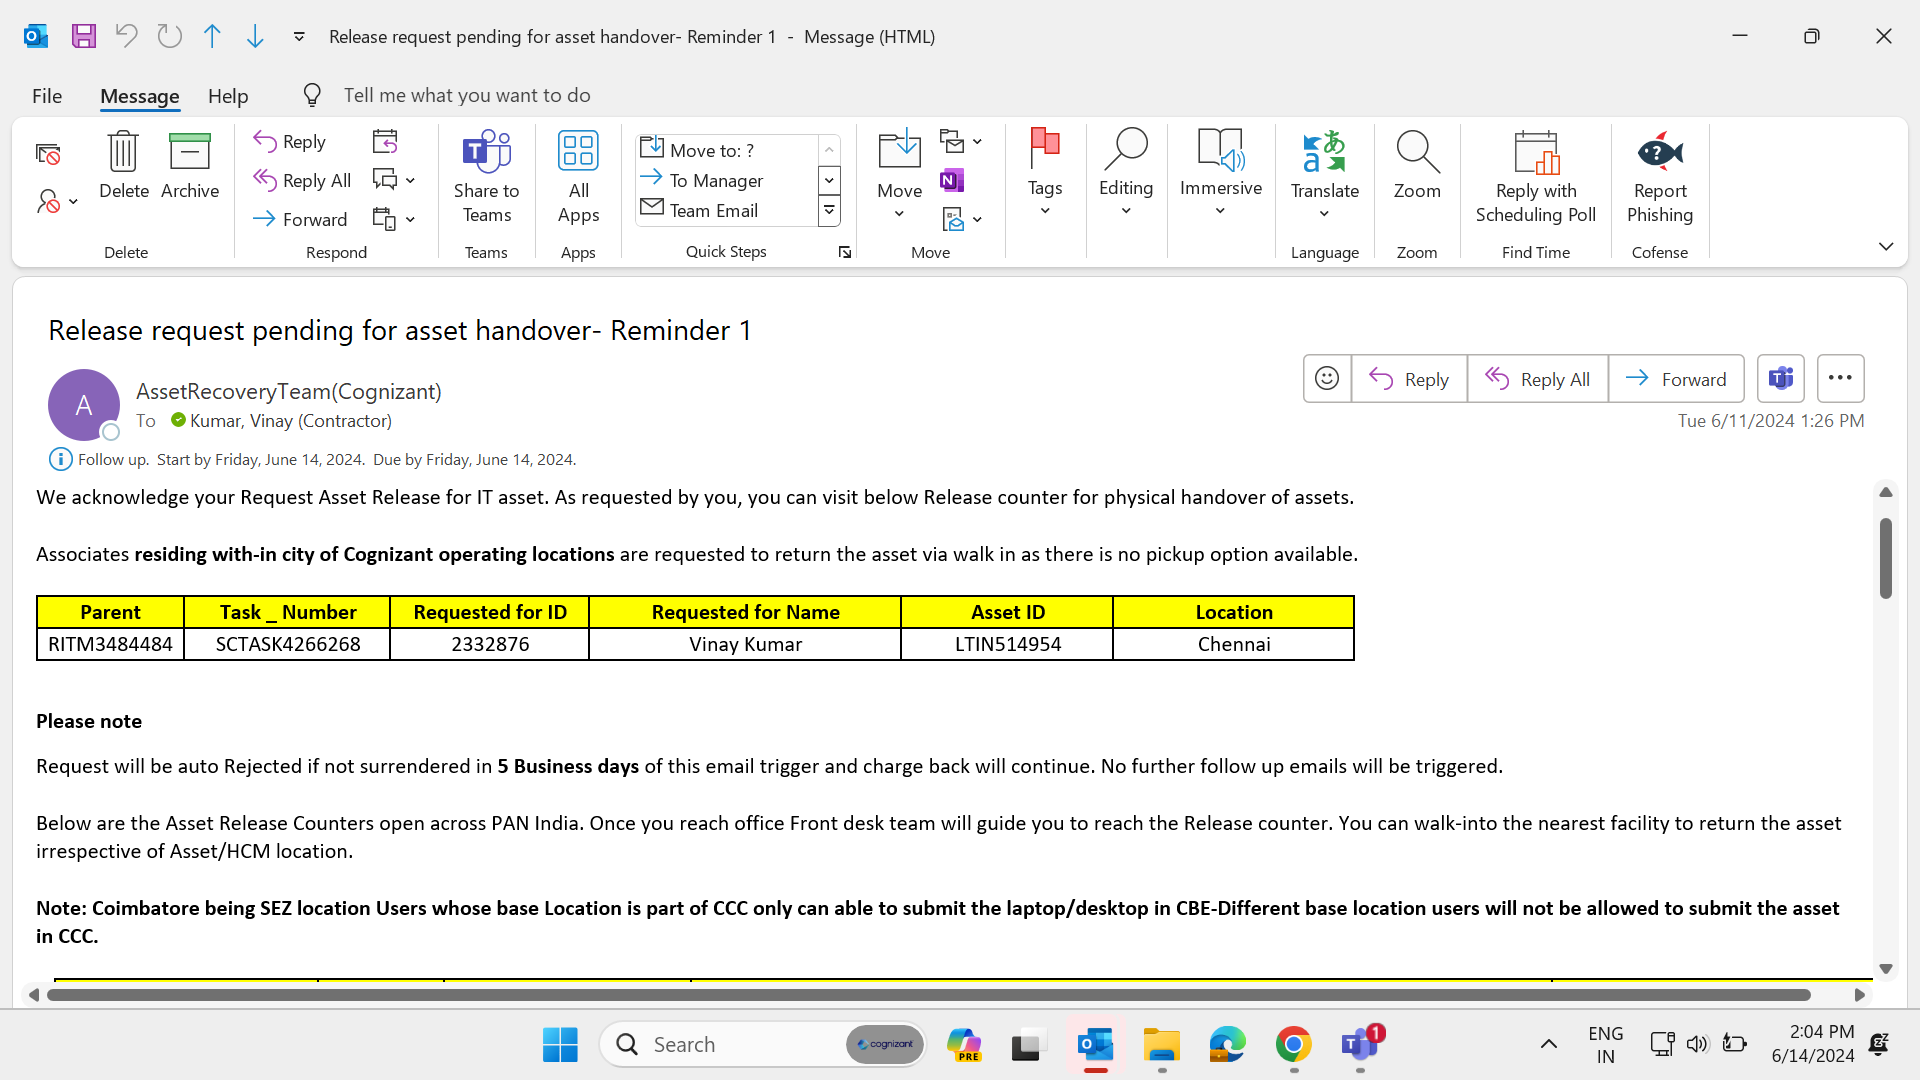 Release request pending for asset handover- Reminder 1 - Message (HTML)
File Message Help Tell me what you want to do
Delete
Archive
Delete
Reply
Reply All
Forward
Respond
Share to
Teams
Teams
All
Apps
Apps
Move to: ?
To Manager
Team Email
Quick Steps
Move
Move
Tags
Editing
Immersive
Translate
Language
Zoom
Zoom
Reply with
Scheduling Poll
Find Time
Report
Phishing
Cofense
Release request pending for asset handover- Reminder 1
A
AssetRecoveryTeam(Cognizant)
To Kumar, Vinay (Contractor)
Reply Reply All Forward
Tue 6/11/2024 1:26 PM
Follow up. Start by Friday, June 14, 2024. Due by Friday, June 14, 2024.
We acknowledge your Request Asset Release for IT asset. As requested by you, you can visit below Release counter for physical handover of assets.
Associates residing with-in city of Cognizant operating locations are requested to return the asset via walk in as there is no pickup option available.
Parent Task _ Number Requested for ID Requested for Name Asset ID Location
RITM3484484 SCTASK4266268 2332876 Vinay Kumar LTIN514954 Chennai
Please note
Request will be auto Rejected if not surrendered in 5 Business days of this email trigger and charge back will continue. No further follow up emails will be triggered.
Below are the Asset Release Counters open across PAN India. Once you reach office Front desk team will guide you to reach the Release counter. You can walk-into the nearest facility to return the asset
irrespective of Asset/HCM location.
Note: Coimbatore being SEZ location Users whose base Location is part of CCC only can able to submit the laptop/desktop in CBE-Different base location users will not be allowed to submit the asset
in CCC.
Search
cognizant
PRE
1
ENG
IN
2:04 PM
6/14/2024